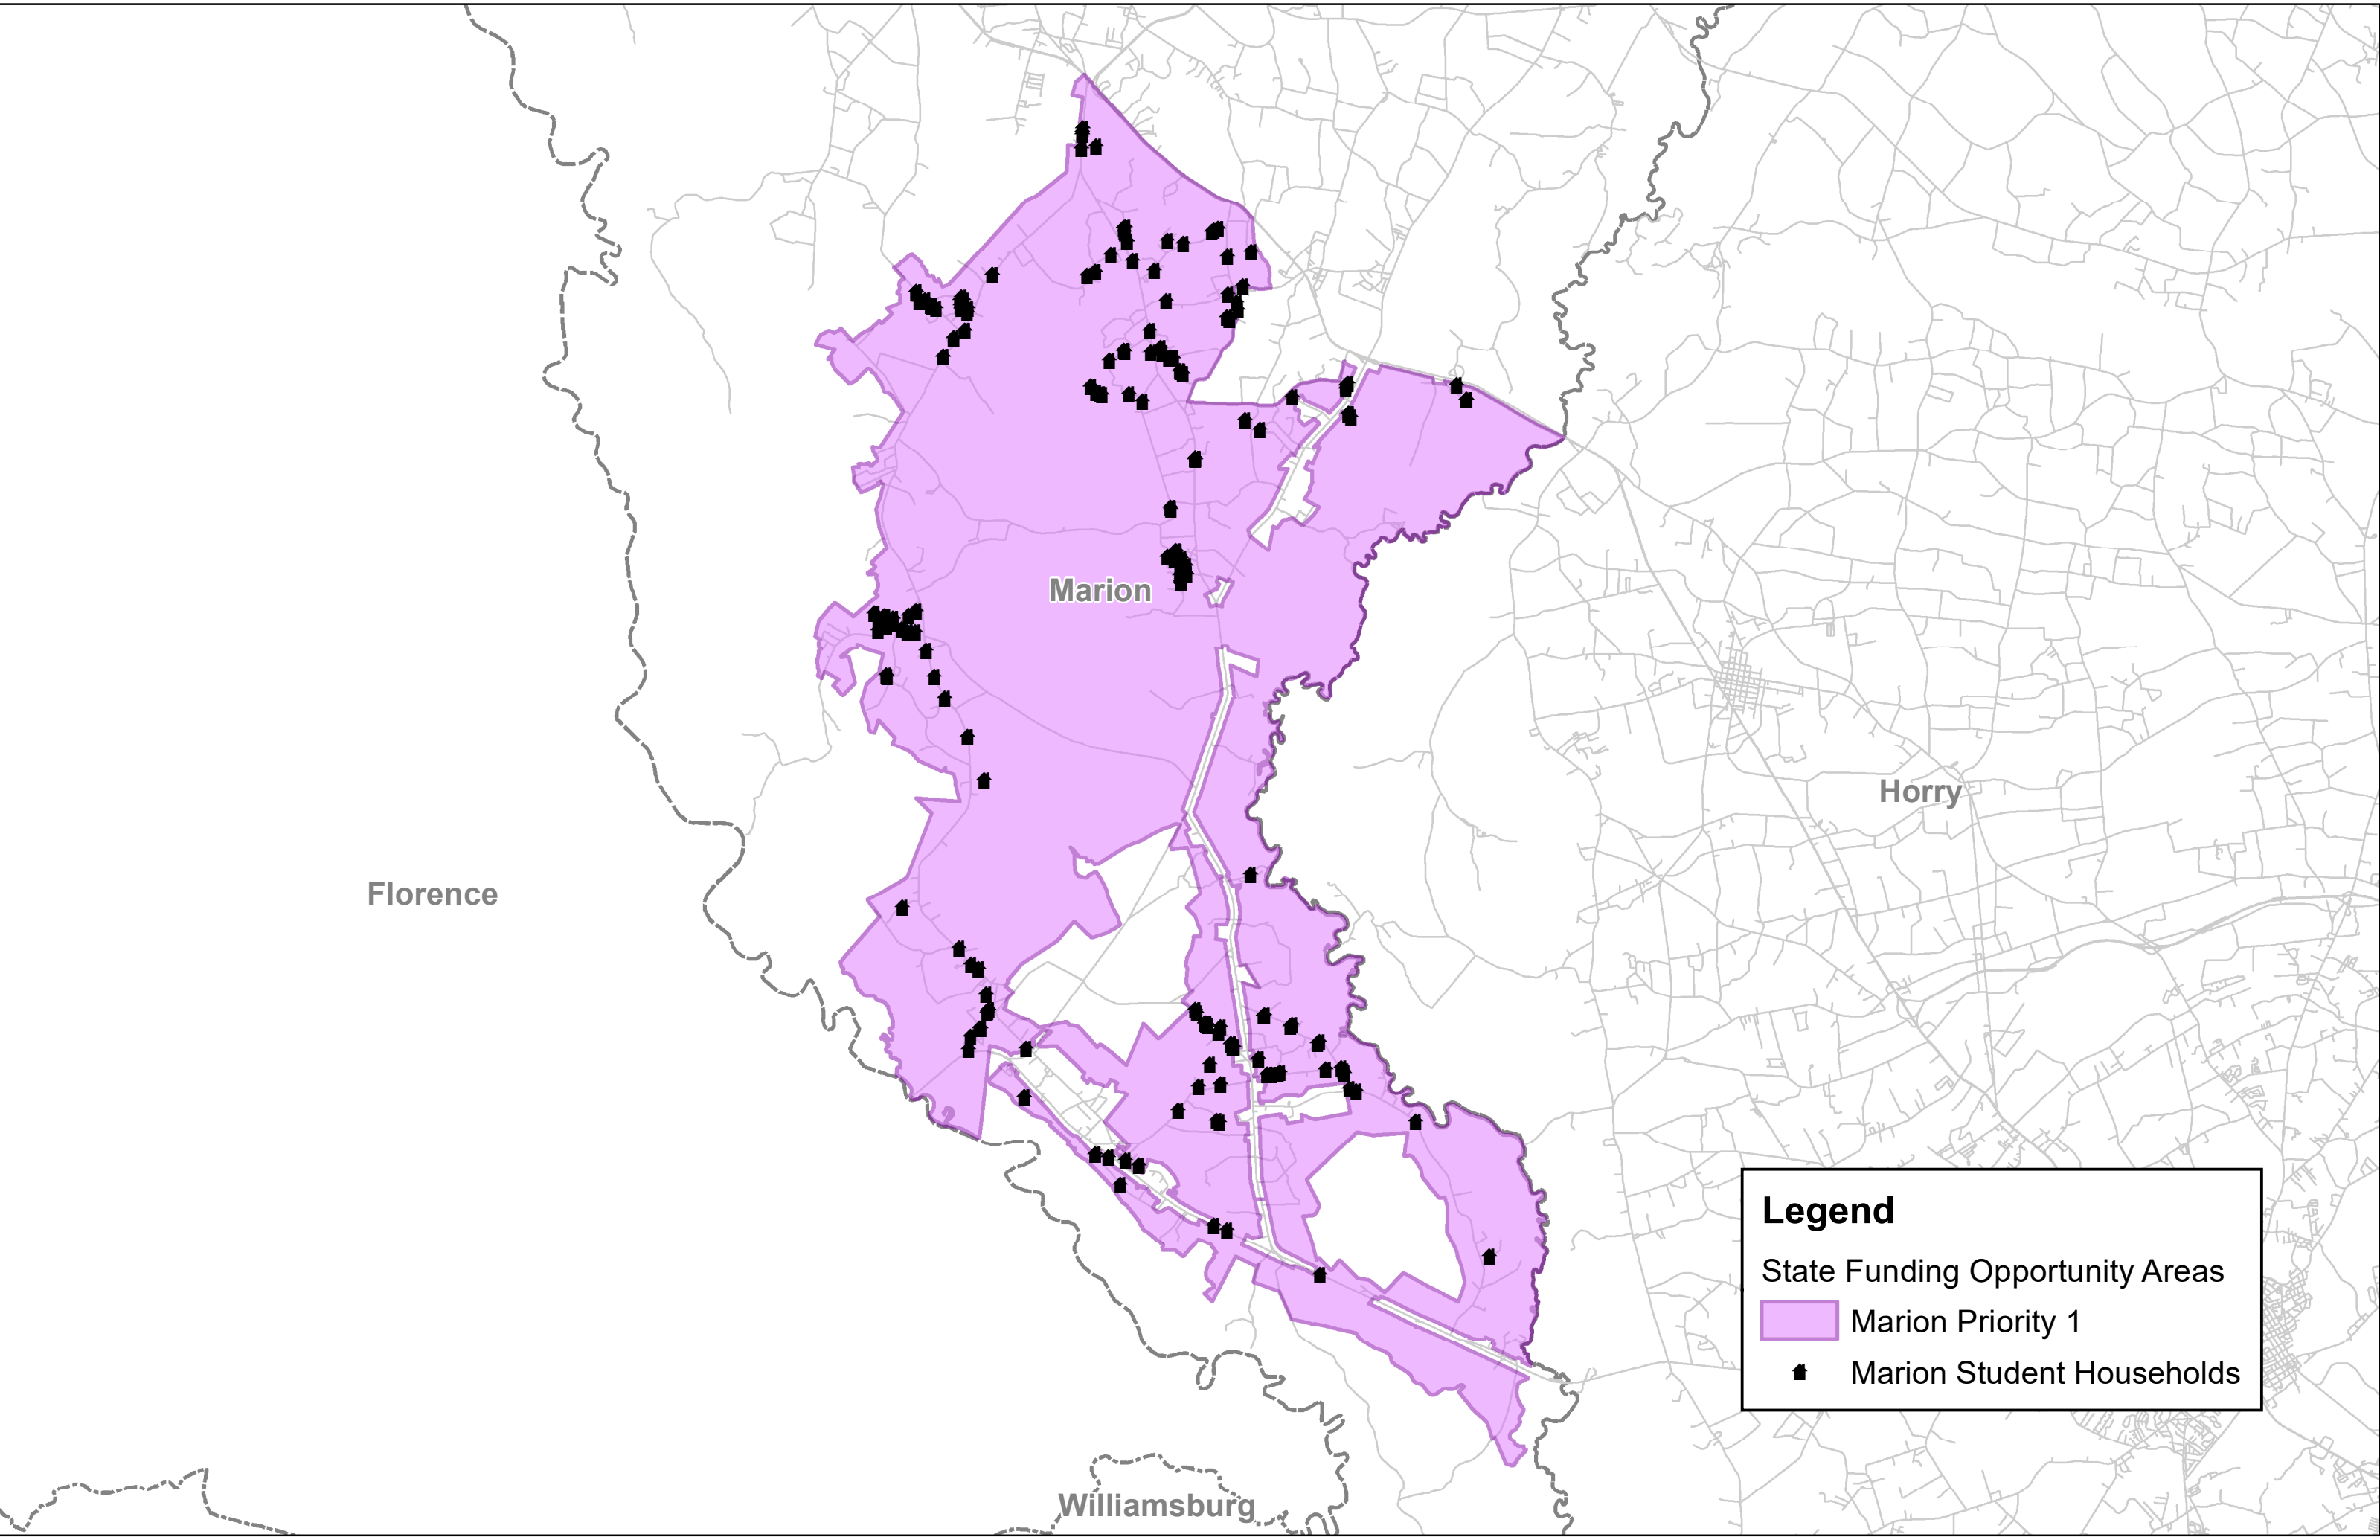 Marion
Horry
Florence
Legend
State Funding Opportunity Areas
Marion Priority 1
Marion Student Households
Williamsburg